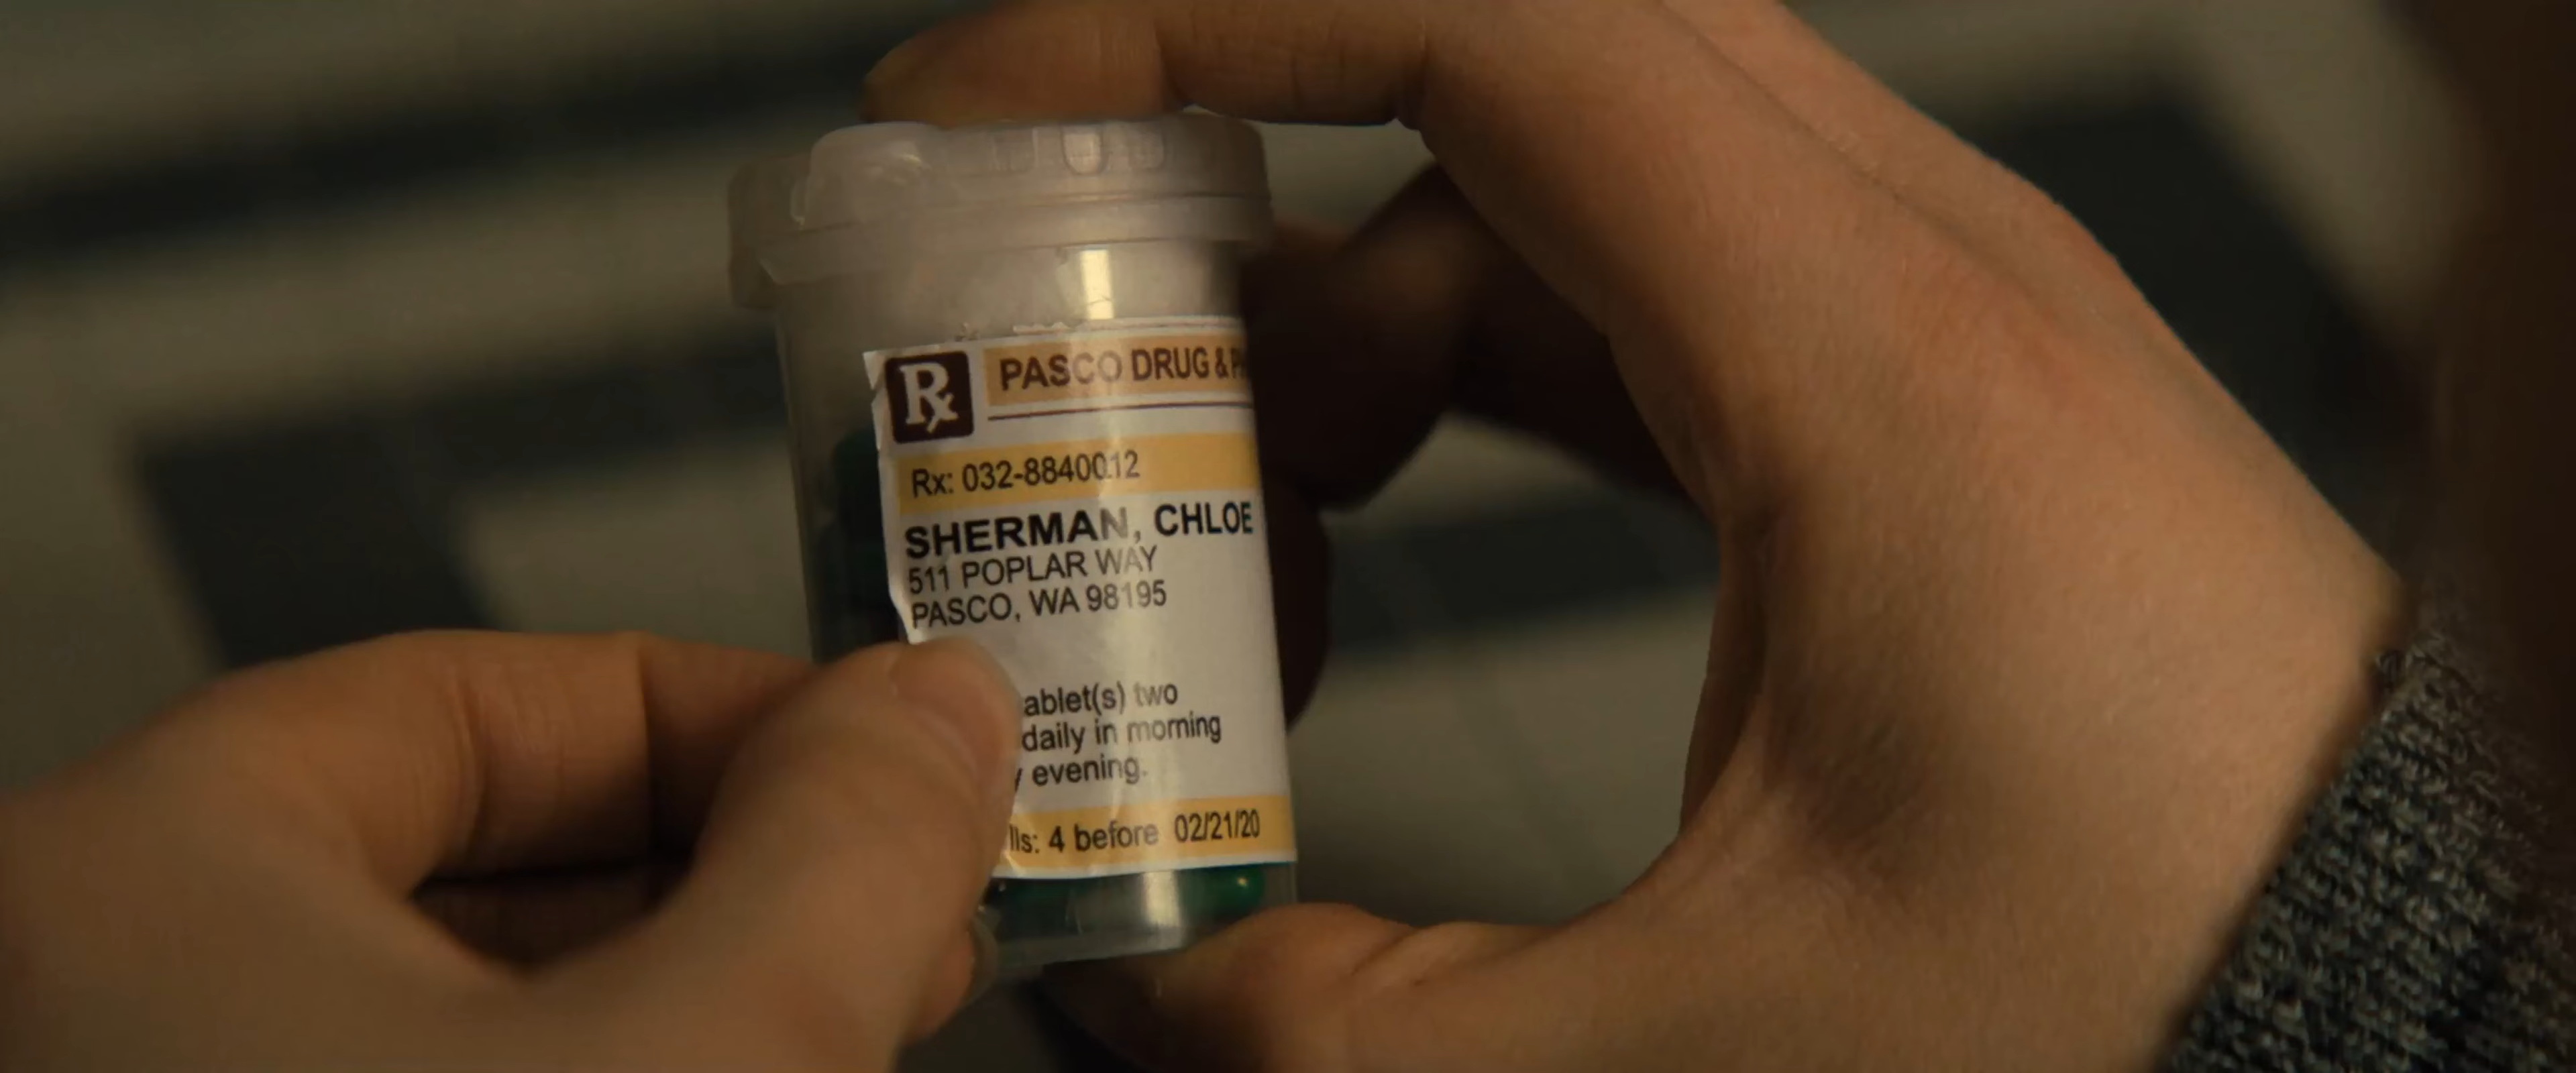 Rx PASCO DRUG &
Rx: 032-8840012
SHERMAN, CHLOE
511 POPLAR WAY
PASCO, WA 98195
ablet(s) two
daily in morning
evening.
lls: 4 before 02/21/20